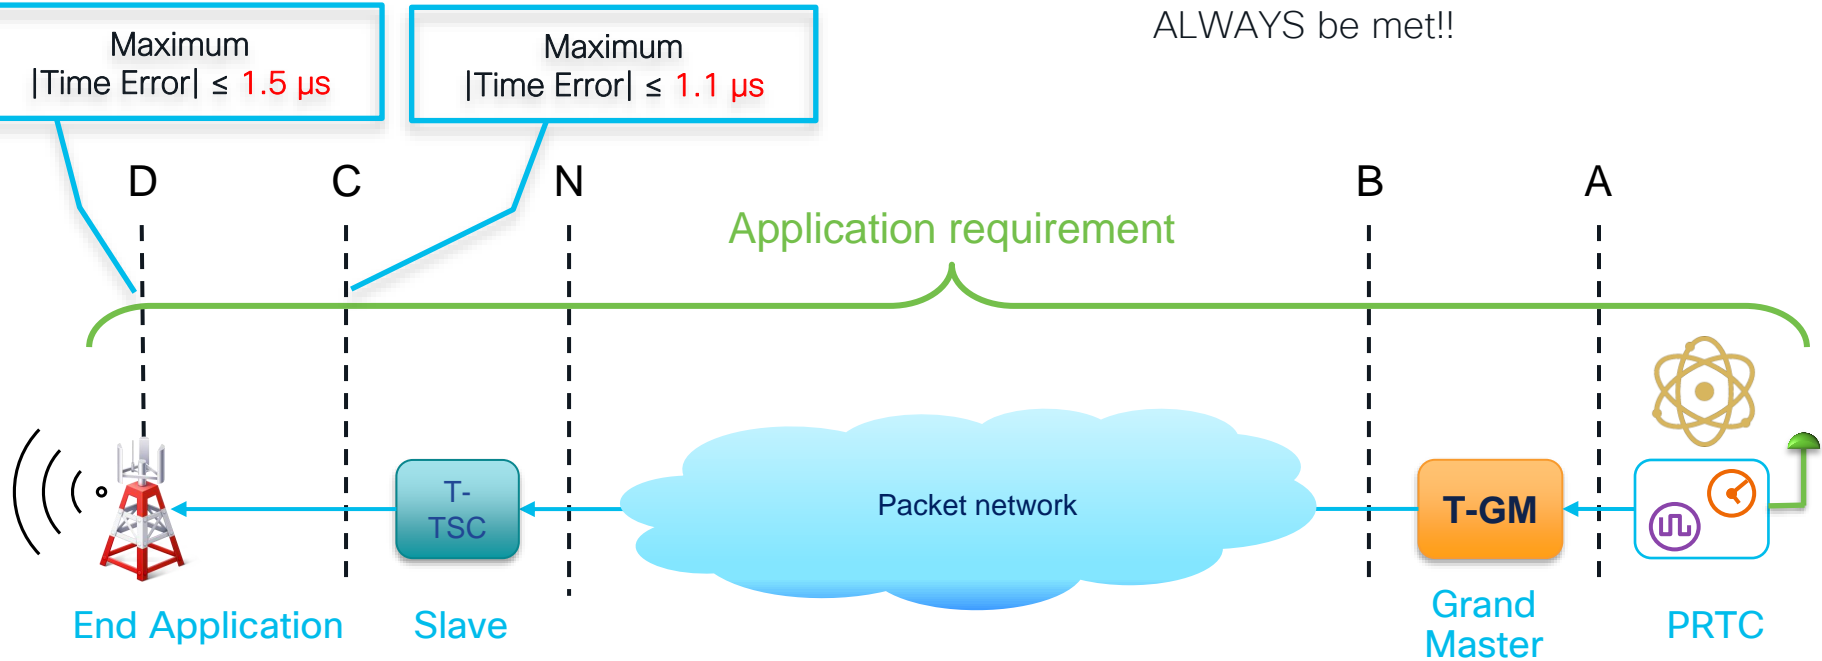 ALWAYS be met!!
Maximum
|Time Error| ≤ 1.5 µs
Maximum
|Time Error| ≤ 1.1 µs
D
C
N
B
A
Application requirement
T-
TSC
Packet network
T-GM
End Application
Slave
Grand
Master
PRTC